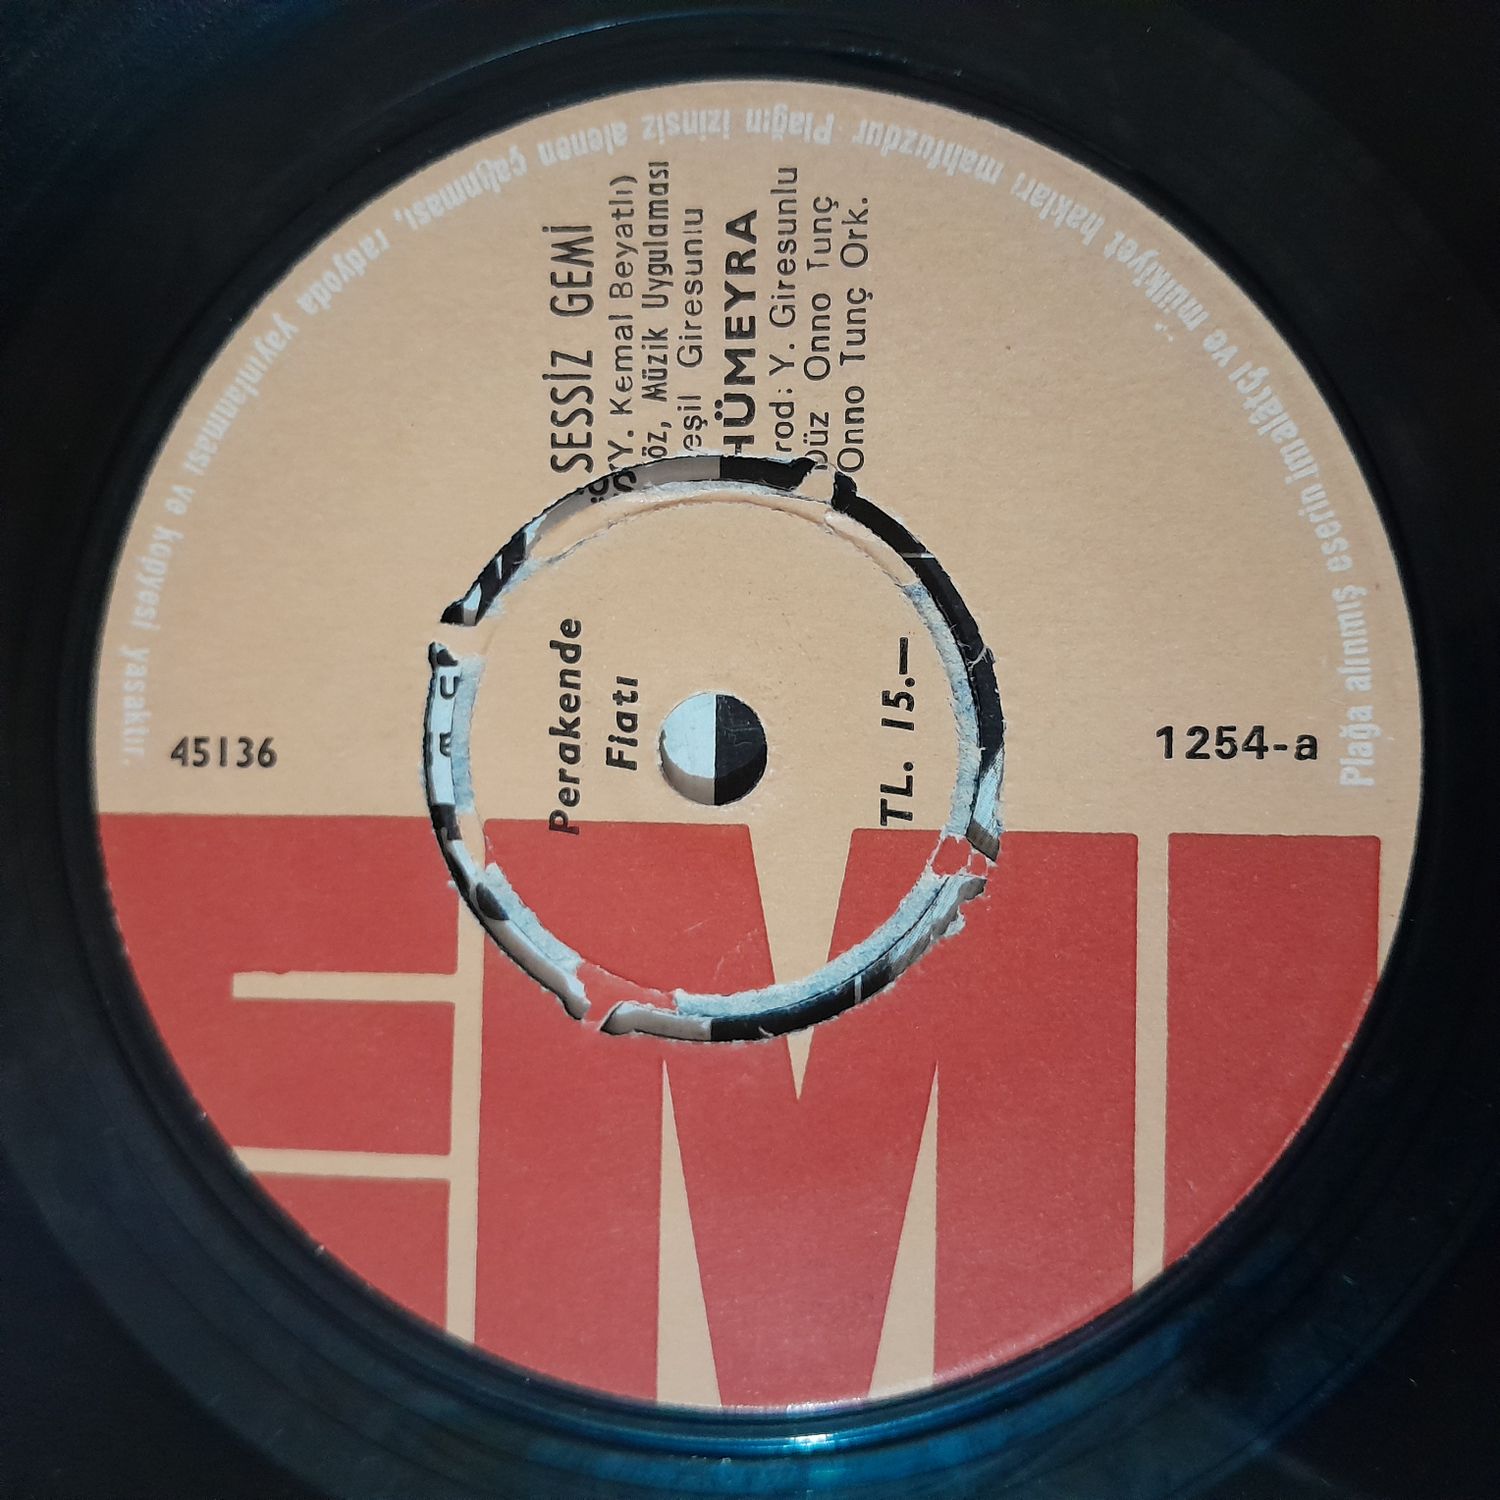 Plağa alınmış eserin imalâtçı ve mülkiyet hakları mahfuzdur Plağın izinsiz alenen çalınması, radyoda yayınlanması ve kopyesi yasaktır.
SESSİZ GEMİ
Y. Kemal Beyatlı)
öz, Müzik Uygulaması
eşil Giresunlu
HÜMEYRA
rod: Y. Giresunlu
Düz Onno Tunç
Onno Tunç Ork.
Perakende
Fiatı
TL. 15.—
45136
1254-a
EMI